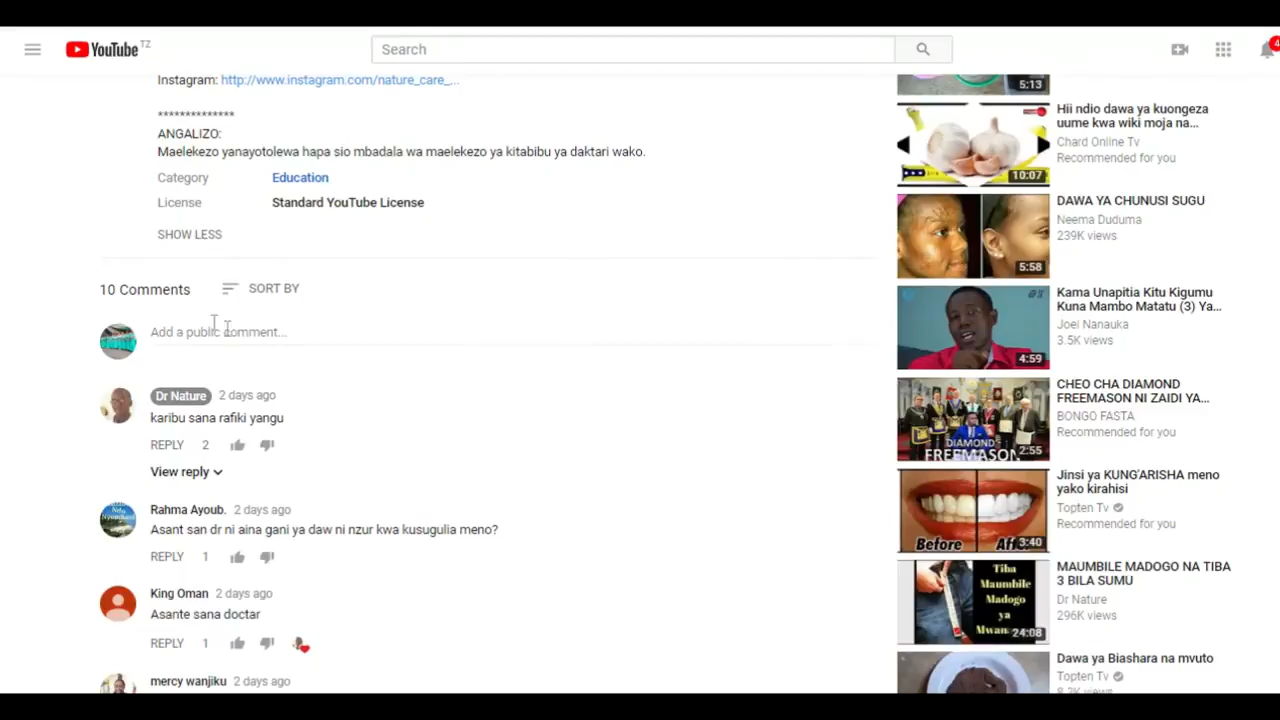 YouTube TZ
Search
4
Instagram: http://www.instagram.com/nature_care_...
**************
ANGALIZO:
Maelekezo yanayotolewa hapa sio mbadala wa maelekezo ya kitabibu ya daktari wako.
Category Education
License Standard YouTube License
SHOW LESS
10 Comments SORT BY
Add a public comment...
Dr Nature 2 days ago
karibu sana rafiki yangu
REPLY 2
View reply
Rahma Ayoub. 2 days ago
Asant san dr ni aina gani ya daw ni nzur kwa kusugulia meno?
REPLY 1
King Oman 2 days ago
Asante sana doctar
REPLY 1
mercy wanjiku 2 days ago
5:13
10:07
Hii ndio dawa ya kuongeza
uume kwa wiki moja na...
Chard Online Tv
Recommended for you
5:58
DAWA YA CHUNUSI SUGU
Neema Duduma
239K views
4:59
Kama Unapitia Kitu Kigumu
Kuna Mambo Matatu (3) Ya...
Joel Nanauka
3.5K views
DIAMOND
FREEMASON
2:55
CHEO CHA DIAMOND
FREEMASON NI ZAIDI YA...
BONGO FASTA
Recommended for you
Before
3:40
Jinsi ya KUNG'ARISHA meno
yako kirahisi
Topten Tv
Recommended for you
Tiba
Maumbile
Madogo
ya
24:08
MAUMBILE MADOGO NA TIBA
3 BILA SUMU
Dr Nature
296K views
Dawa ya Biashara na mvuto
Topten Tv
8.3K views